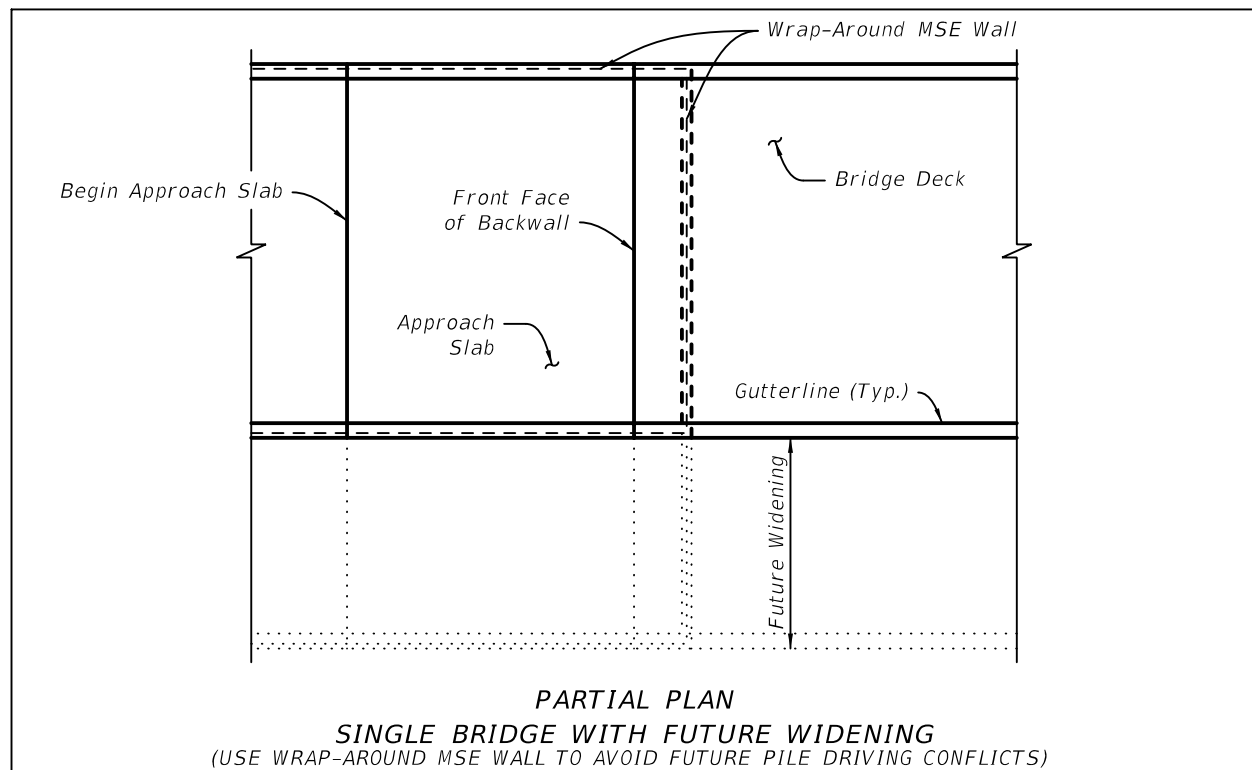 Wrap-Around MSE Wall
Begin Approach Slab
Front Face
of Backwall
Bridge Deck
Approach
Slab
Gutterline (Typ.)
Future Widening
PARTIAL PLAN
SINGLE BRIDGE WITH FUTURE WIDENING
(USE WRAP-AROUND MSE WALL TO AVOID FUTURE PILE DRIVING CONFLICTS)